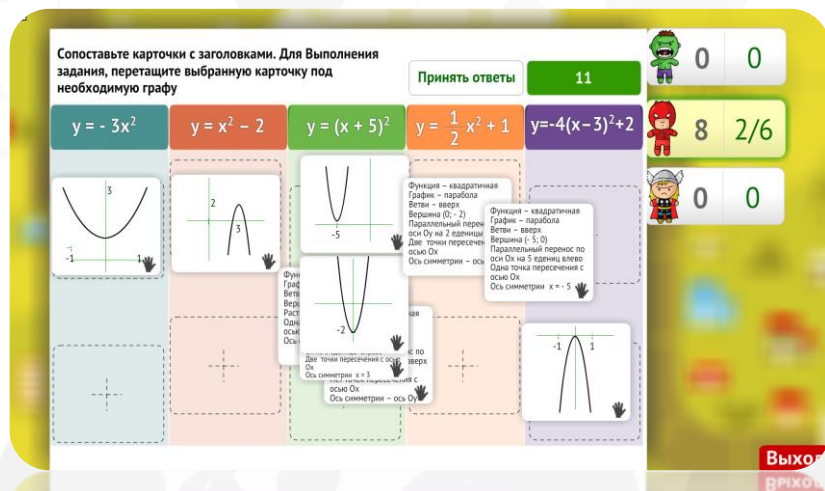 Сопоставьте карточки с заголовками. Для Выполнения
задания, перетащите выбранную карточку под
необходимую графу
Принять ответы
11
y = - 3x²
y = x² – 2
y = (x + 5)²
y = 1/2 x² + 1
y=-4(x–3)²+2
0 0
8 2/6
0 0
3
-1 1
2
3
-5
-2
-1 1
Функция – квадратичная
График – парабола
Ветви – вверх
Вершина (0; - 2)
Параллельный
оси Оу на 2 еденицы
Две точки
осью Ох
Ось симметрии –
Функция – квадратичная
График – парабола
Ветви – вверх
Вершина (- 5; 0)
Параллельный перенос по
оси Ох на 5 едениц влево
Одна точка пересечения с
осью Ох
Ось симметрии x = - 5
Две точки пересечения с осью
Ох
Ось симметрии x = 3
вверх
осью Ох
Ось симметрии – ось Оу